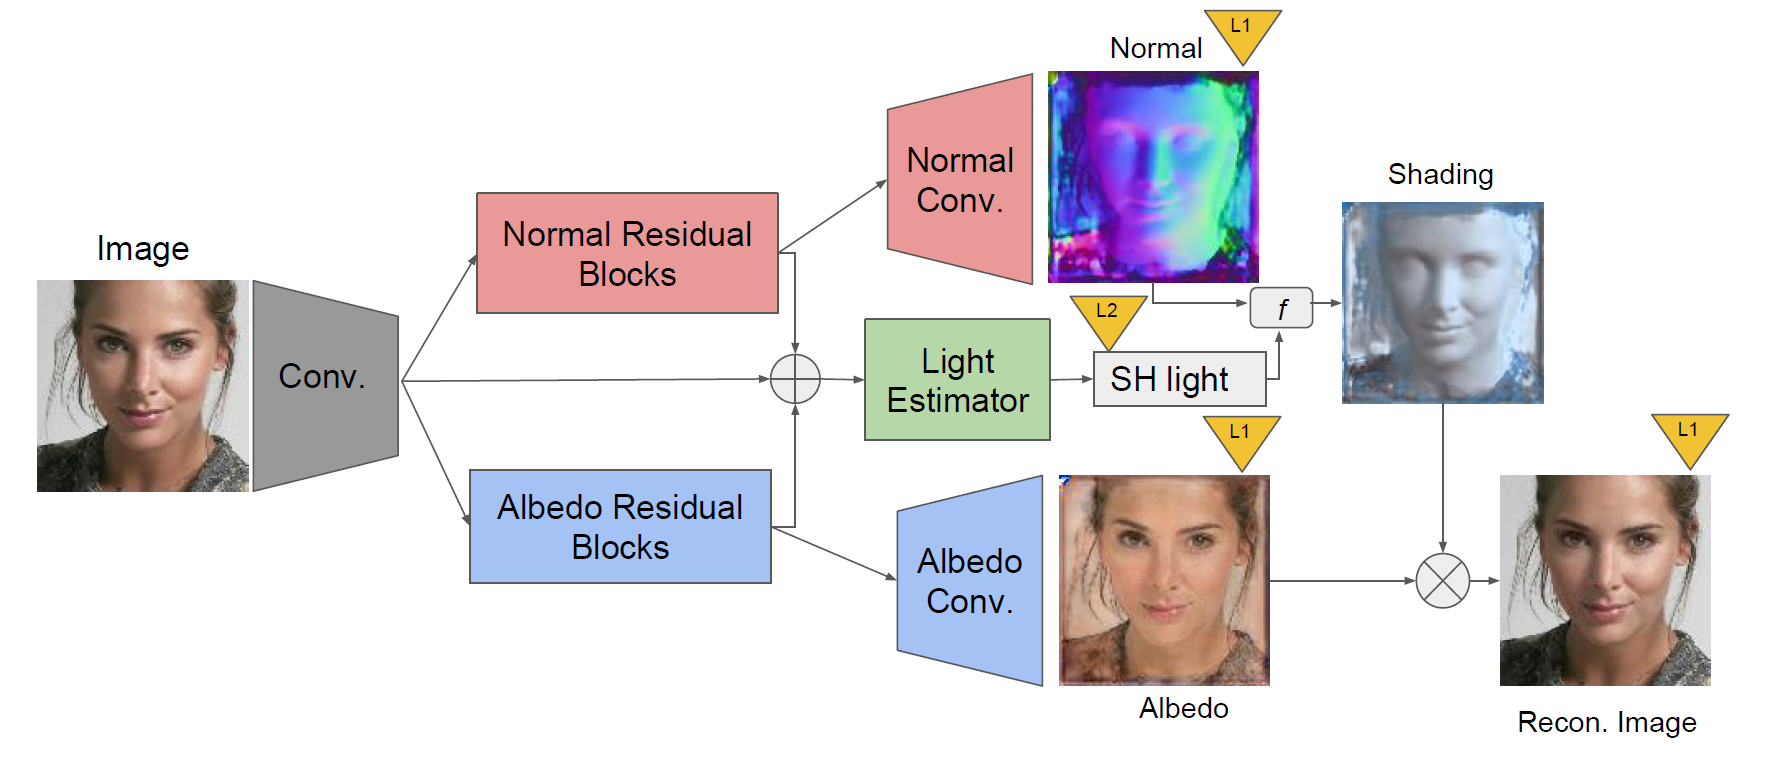 Image
Conv.
Normal Residual
Blocks
Albedo Residual
Blocks
Normal
Conv.
Light
Estimator
Albedo
Conv.
Normal
L1
L2
SH light
f
Shading
L1
Albedo
L1
Recon. Image